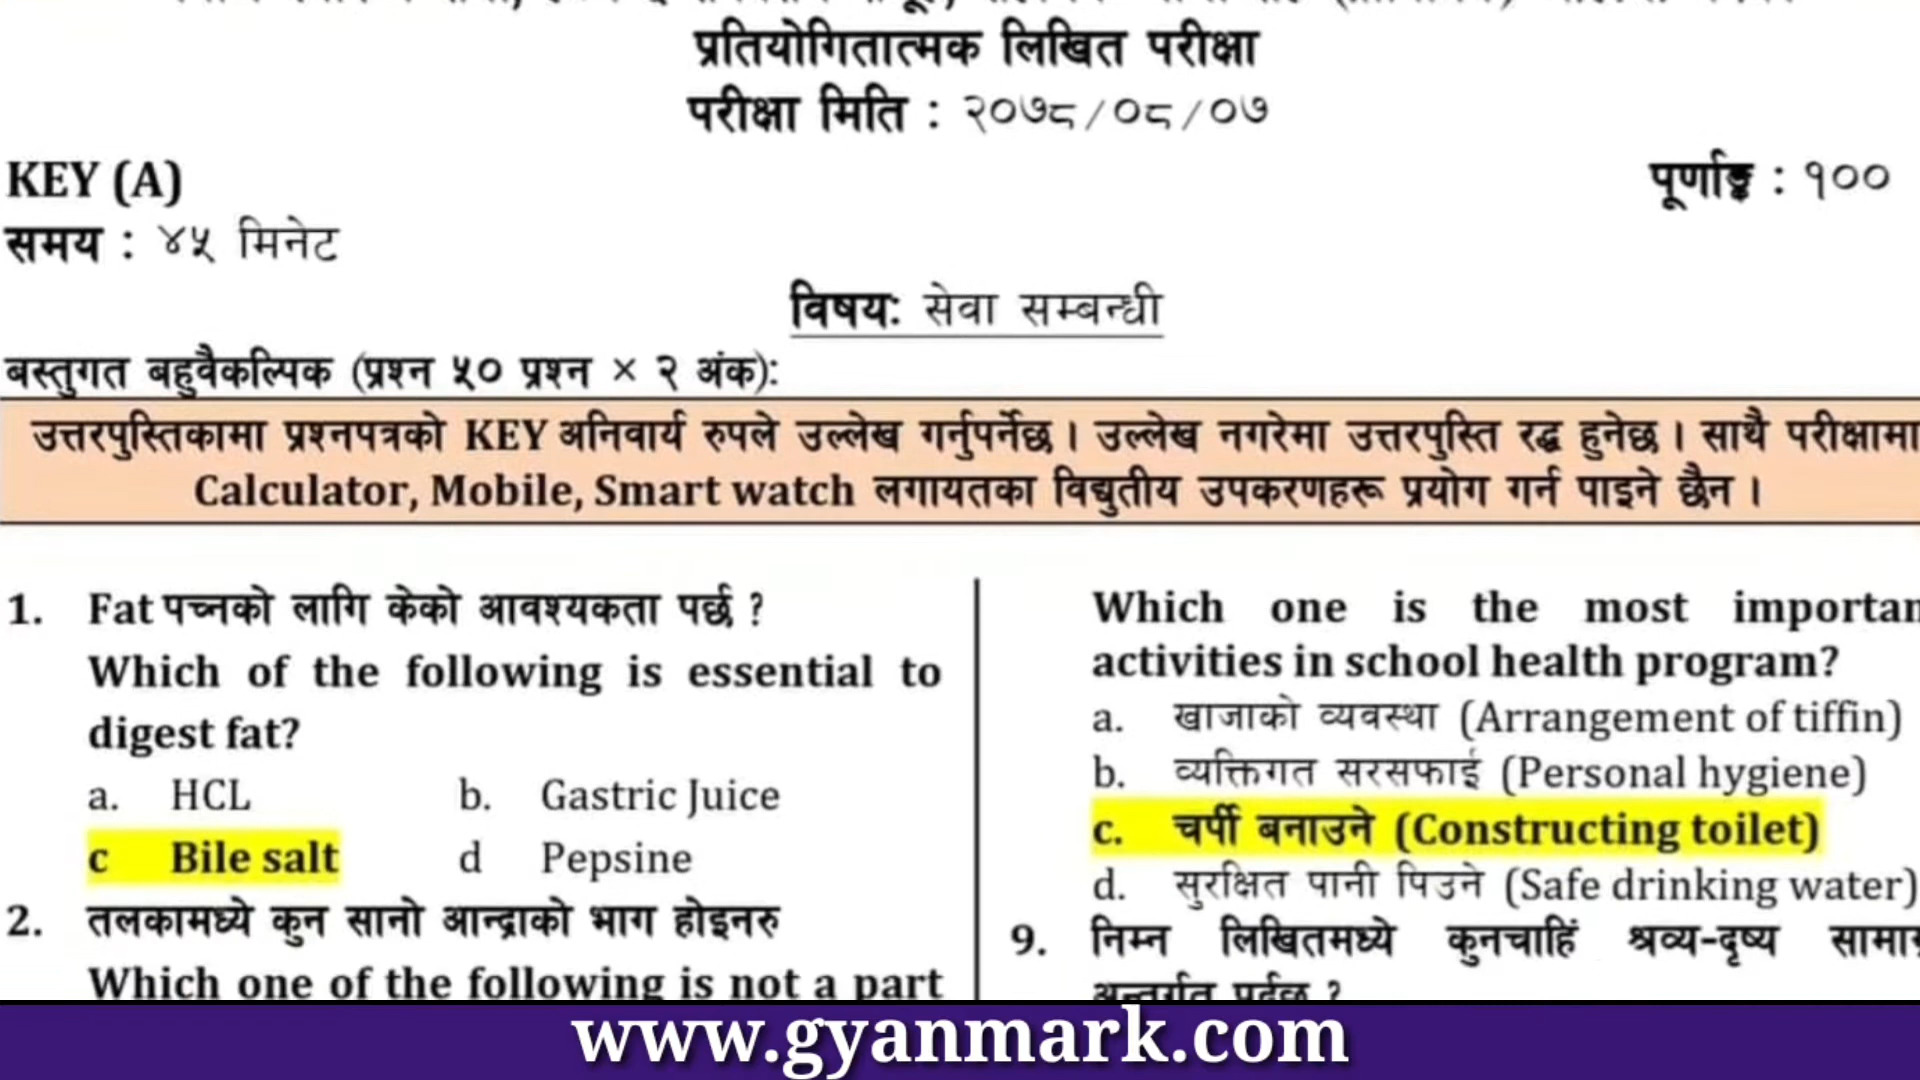 प्रतियोगितात्मक लिखित परीक्षा
परीक्षा मिति : २०७८/०८/०७
KEY (A)
पूर्णाङ्क : १००
समय : ४५ मिनेट
विषय: सेवा सम्बन्धी
बस्तुगत बहुवैकल्पिक (प्रश्न ५० प्रश्न × २ अंक):
उत्तरपुस्तिकामा प्रश्नपत्रको KEY अनिवार्य रुपले उल्लेख गर्नुपर्नेछ। उल्लेख नगरेमा उत्तरपुस्ति रद्ध हुनेछ। साथै परीक्षामा
Calculator, Mobile, Smart watch लगायतका विद्युतीय उपकरणहरू प्रयोग गर्न पाइने छैन।
1. Fat पच्नको लागि केको आवश्यकता पर्छ ?
Which of the following is essential to
digest fat?
a. HCL b. Gastric Juice
c Bile salt d Pepsine
2. तलकामध्ये कुन सानो आन्द्राको भाग होइनरु
Which one of the following is not a part
Which one is the most importan
activities in school health program?
a. खाजाको व्यवस्था (Arrangement of tiffin)
b. व्यक्तिगत सरसफाई (Personal hygiene)
c. चर्पी बनाउने (Constructing toilet)
d. सुरक्षित पानी पिउने (Safe drinking water)
9. निम्न लिखितमध्ये कुनचाहिं श्रव्य-दृष्य
अन्तर्गत पर्दछ ?
www.gyanmark.com